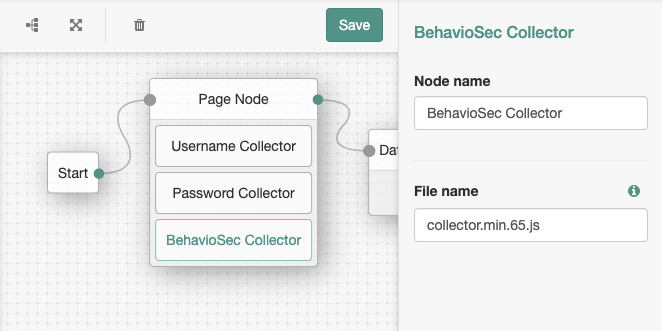 Save
Start
Page Node
Username Collector
Password Collector
BehavioSec Collector
Dat
BehavioSec Collector
Node name
BehavioSec Collector
File name
collector.min.65.js